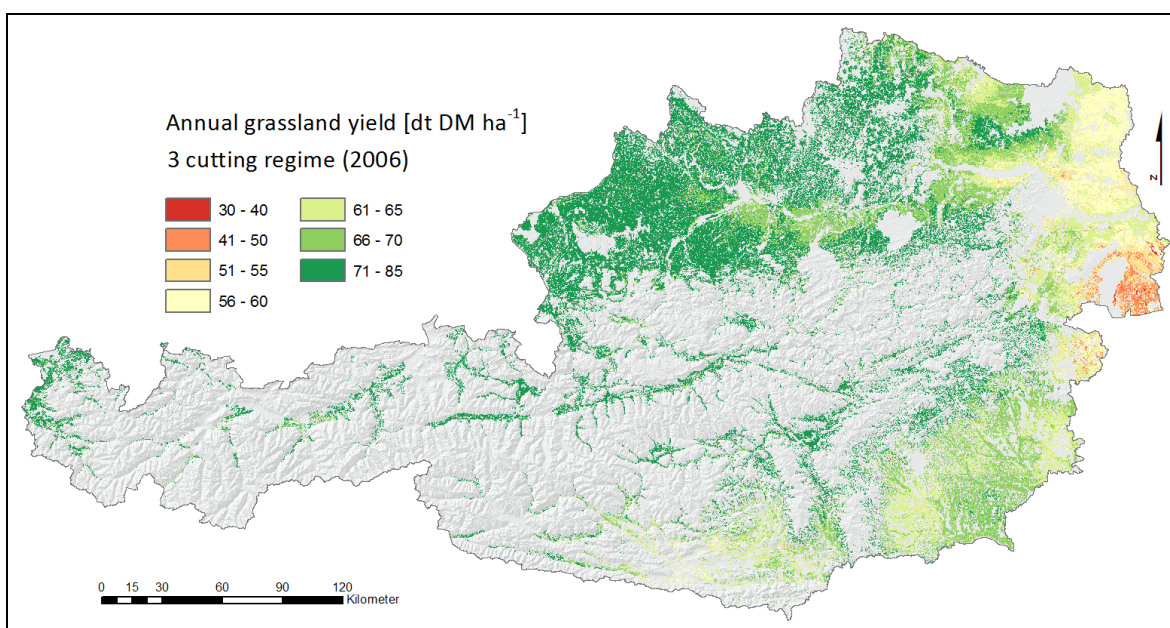 Annual grassland yield [dt DM ha⁻¹]
3 cutting regime (2006)
30 - 40
61 - 65
41 - 50
66 - 70
51 - 55
71 - 85
56 - 60
N
0 15 30 60 90 120
Kilometer